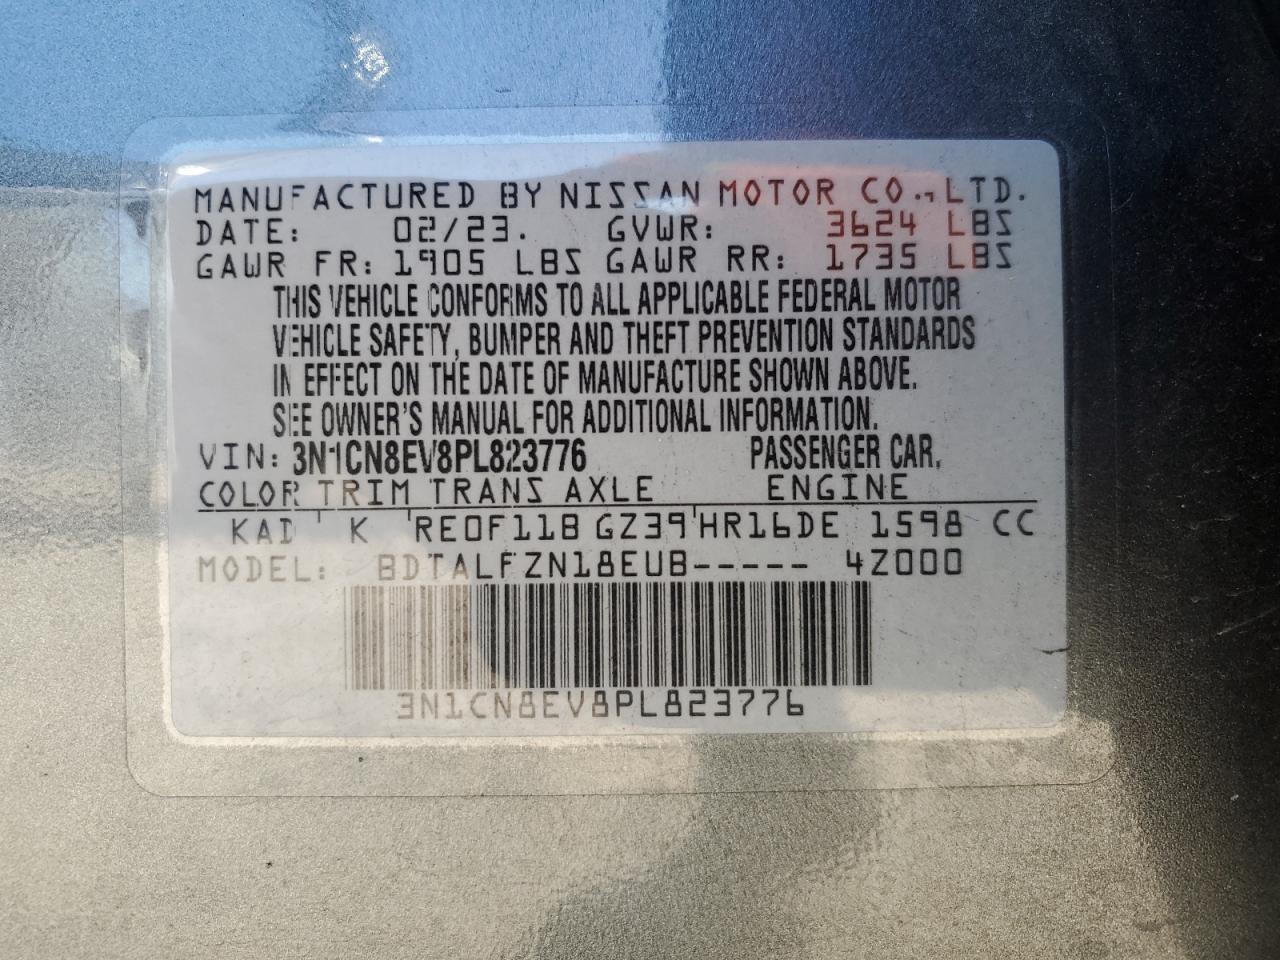 MANUFACTURED BY NISSAN MOTOR CO., LTD.
DATE: 02/23. GVWR: 3624 LBS
GAWR FR: 1905 LBS GAWR RR: 1735 LBS
THIS VEHICLE CONFORMS TO ALL APPLICABLE FEDERAL MOTOR
VEHICLE SAFETY, BUMPER AND THEFT PREVENTION STANDARDS
IN EFFECT ON THE DATE OF MANUFACTURE SHOWN ABOVE.
SEE OWNER'S MANUAL FOR ADDITIONAL INFORMATION.
VIN: 3N1CN8EV8PL823776 PASSENGER CAR,
COLOR TRIM TRANS AXLE ENGINE
KAD K RE0F11B GZ39 HR16DE 1598 CC
MODEL: BDTALFZN18EUB----- 4Z000
3N1CN8EV8PL823776